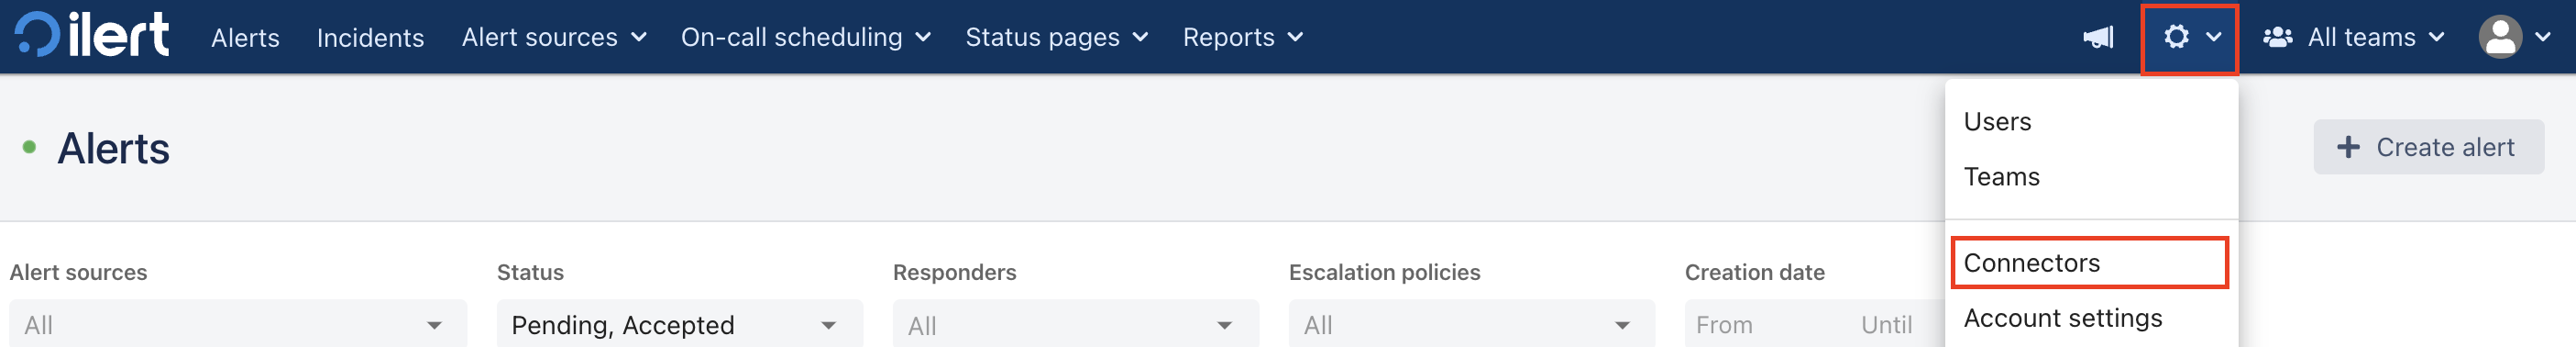 ilert Alerts Incidents Alert sources On-call scheduling Status pages Reports All teams
Users
Teams
Connectors
Account settings
Alerts
Create alert
Alert sources Status Responders Escalation policies Creation date
All Pending, Accepted All All From Until